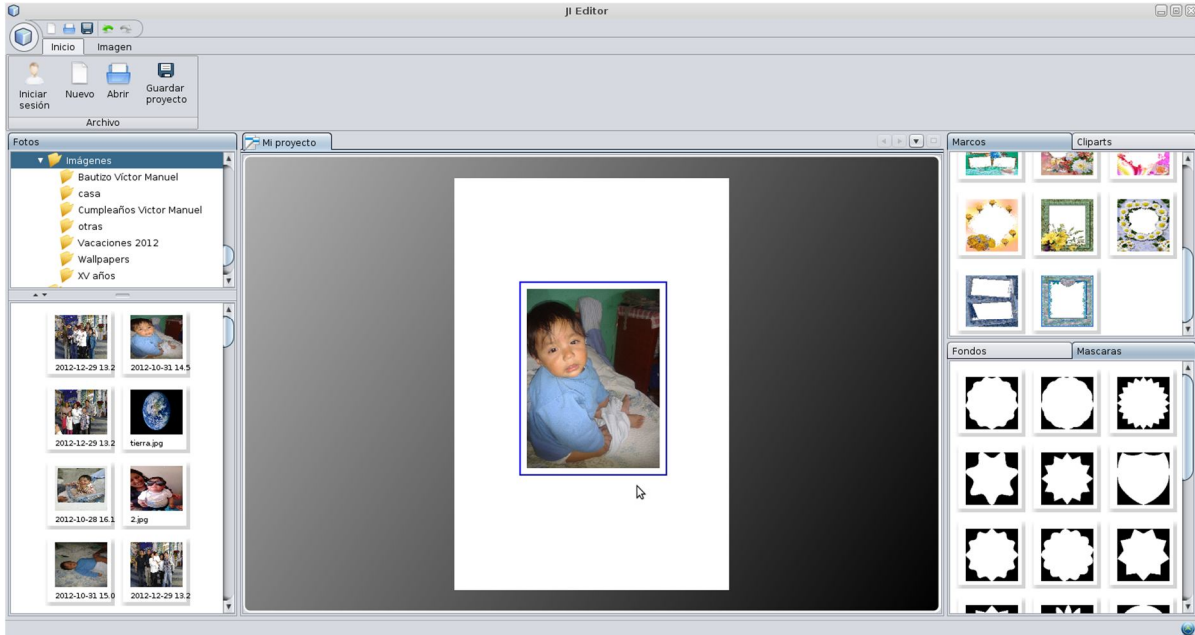 JI Editor
Inicio
Imagen
Iniciar
sesión
Nuevo
Abrir
Guardar
proyecto
Archivo
Fotos
Imágenes
Bautizo Víctor Manuel
casa
Cumpleaños Victor Manuel
otras
Vacaciones 2012
Wallpapers
XV años
2012-12-29 13.2
2012-10-31 14.5
2012-12-29 13.2
tierra.jpg
2012-10-28 16.1
2.jpg
2012-10-31 15.0
2012-12-29 13.2
Mi proyecto
Marcos
Cliparts
Fondos
Mascaras